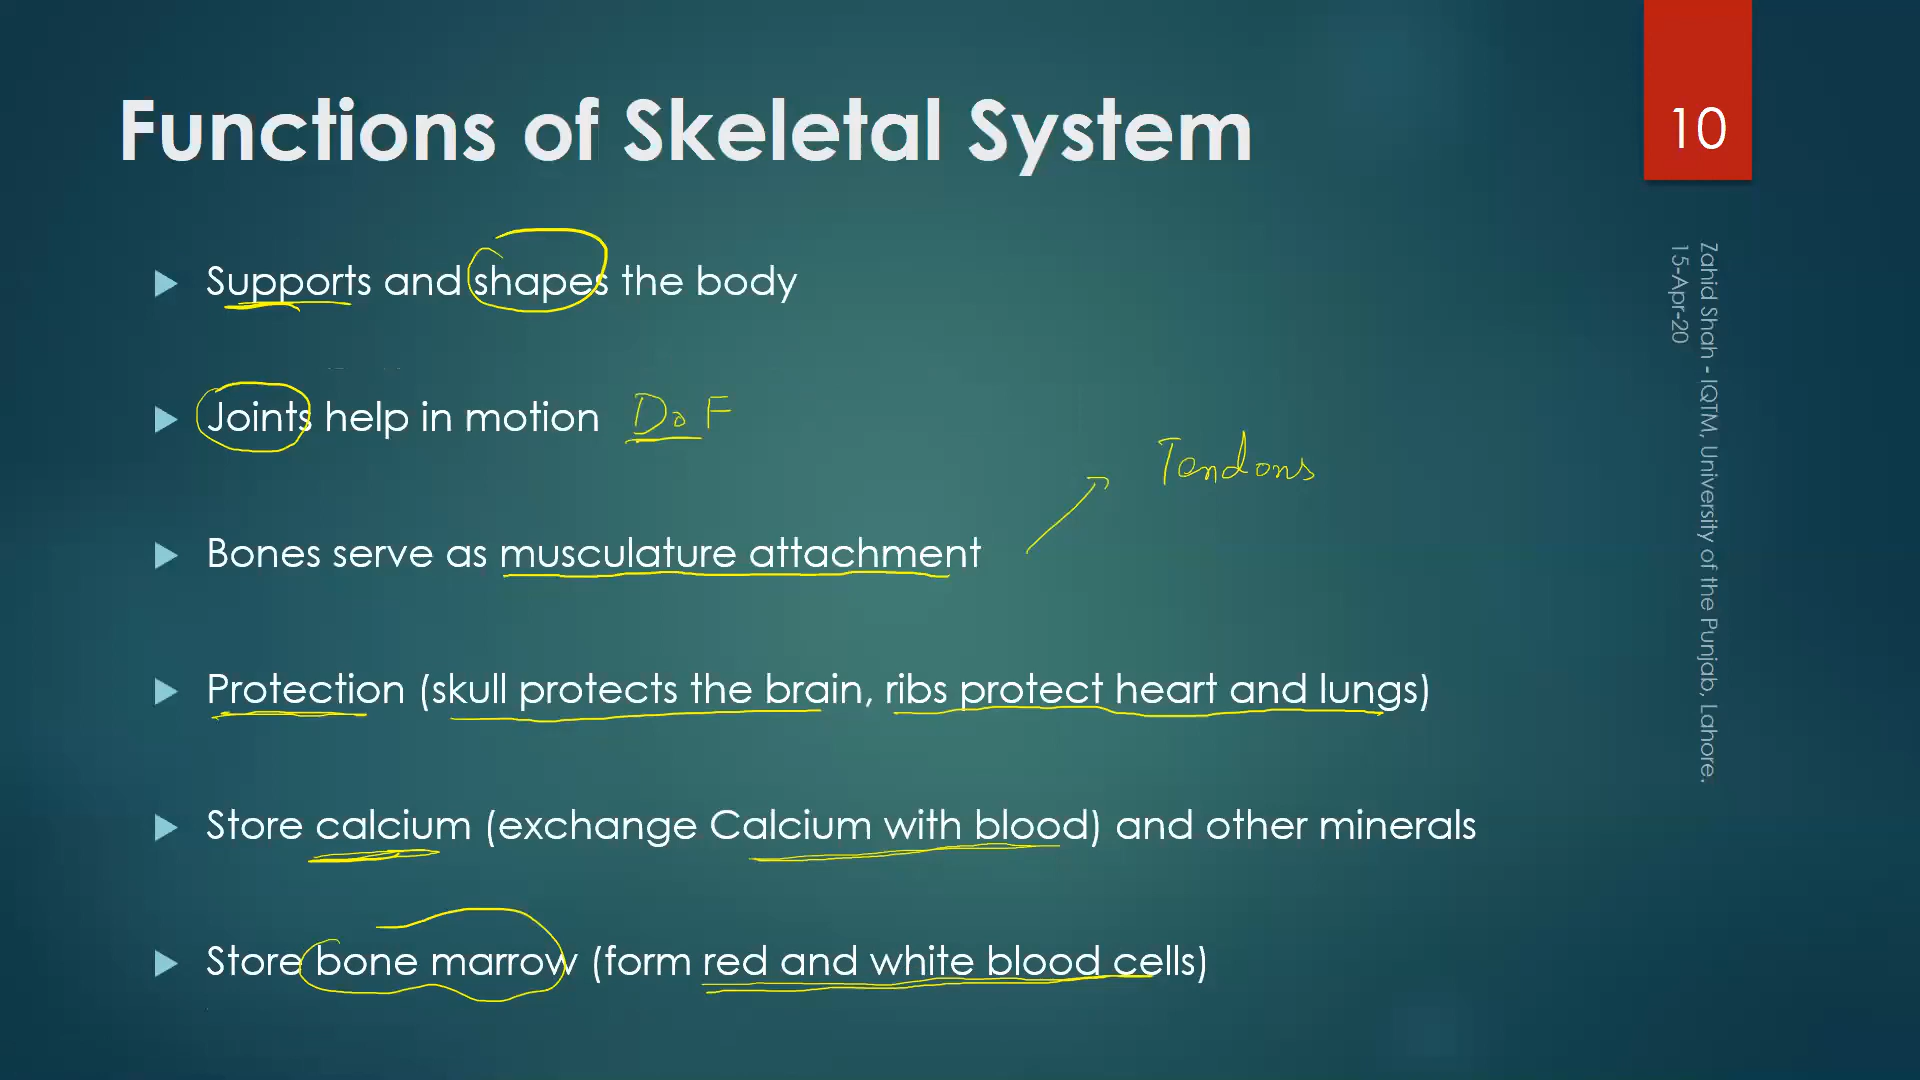 Functions of Skeletal System
10
Supports and shapes the body
Joints help in motion DoF
Tendons
Bones serve as musculature attachment
Protection (skull protects the brain, ribs protect heart and lungs)
Store calcium (exchange Calcium with blood) and other minerals
Store bone marrow (form red and white blood cells)
Zahid Shah - IQTM, University of the Punjab, Lahore.
15-Apr-20